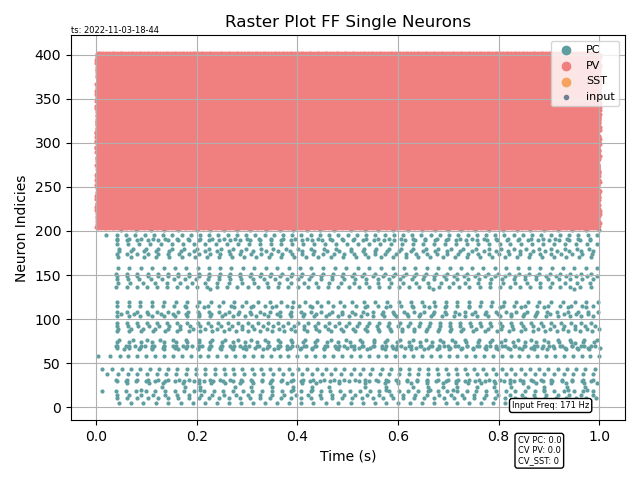 Raster Plot FF Single Neurons
ts: 2022-11-03-18-44
PC
PV
SST
input
400
350
300
250
200
150
100
50
0
Neuron Indicies
Input Freq: 171 Hz
0.0 0.2 0.4 0.6 0.8 1.0
Time (s)
CV PC: 0.0
CV PV: 0.0
CV_SST: 0